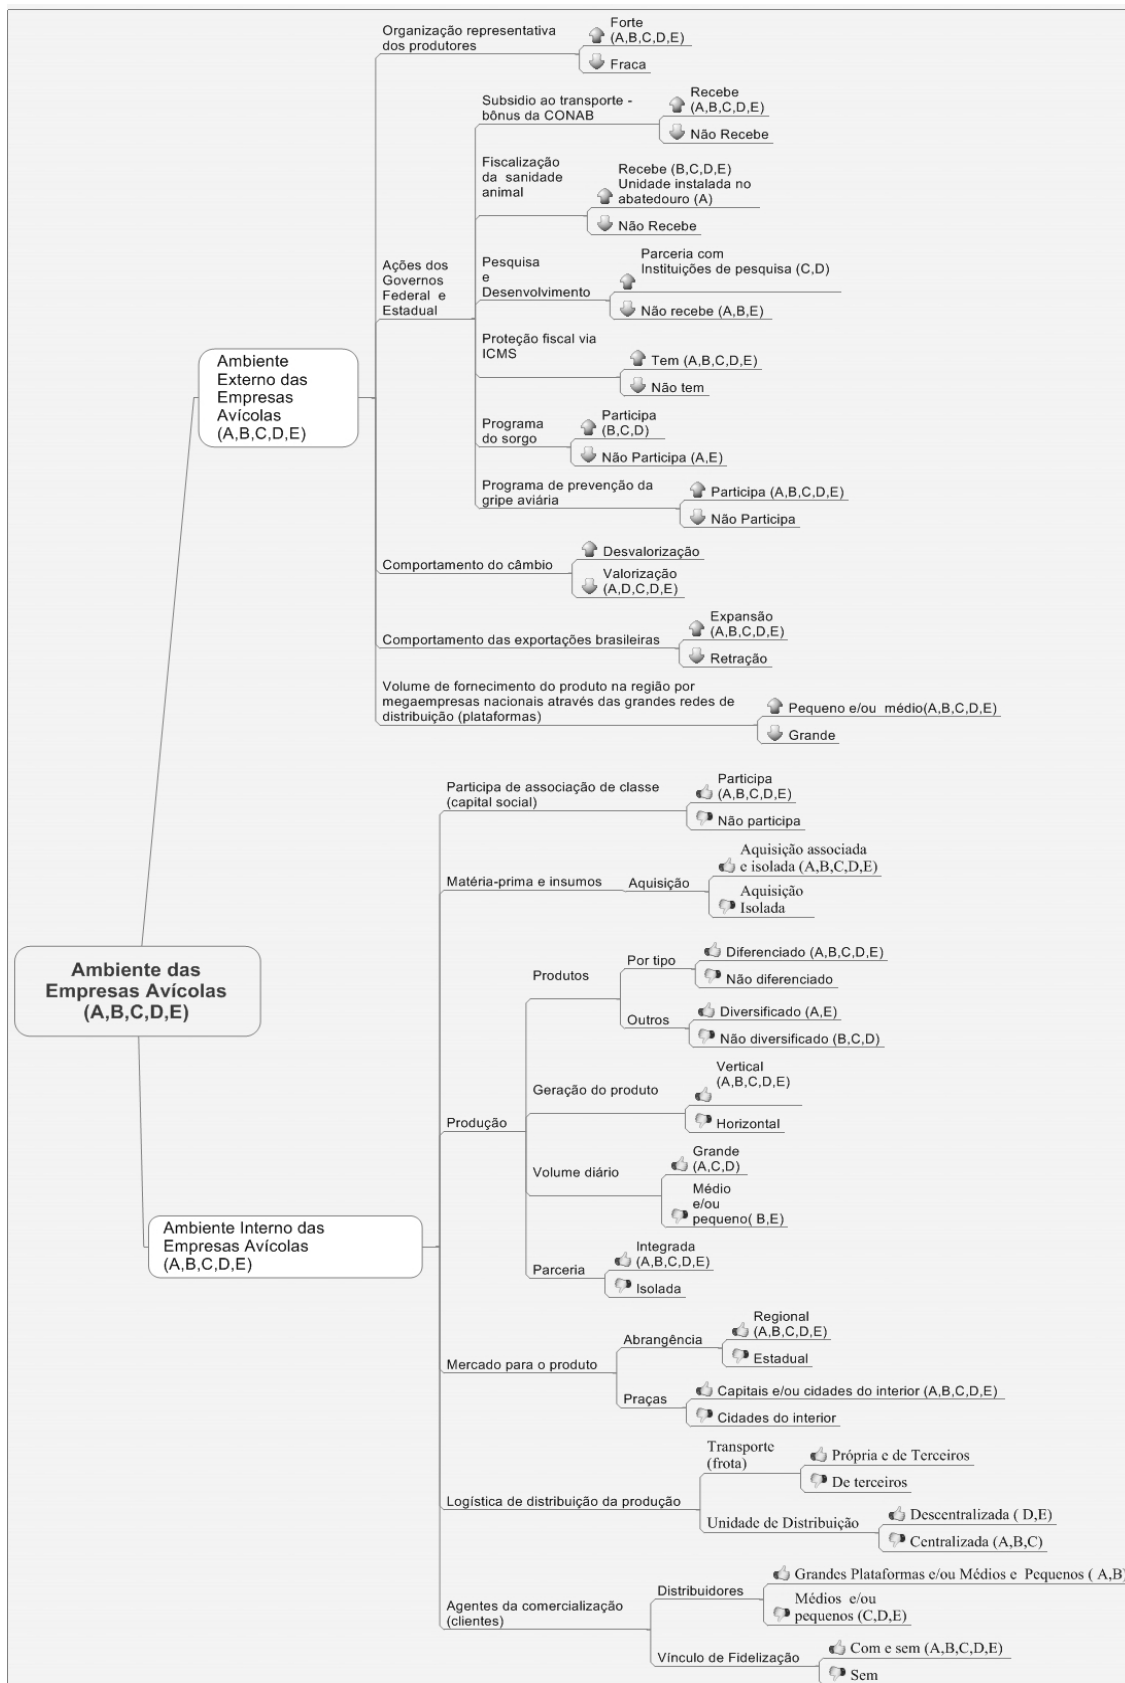 Organização representativa
dos produtores
Forte
(A,B,C,D,E)
Fraca
Ações dos
Governos
Federal e
Estadual
Subsidio ao transporte -
bônus da CONAB
Recebe
(A,B,C,D,E)
Não Recebe
Fiscalização
da sanidade
animal
Recebe (B,C,D,E)
Unidade instalada no
abatedouro (A)
Não Recebe
Pesquisa
e
Desenvolvimento
Parceria com
Instituições de pesquisa (C,D)
Não recebe (A,B,E)
Proteção fiscal via
ICMS
Tem (A,B,C,D,E)
Não tem
Programa
do sorgo
Participa
(B,C,D)
Não Participa (A,E)
Programa de prevenção da
gripe aviária
Participa (A,B,C,D,E)
Não Participa
Ambiente
Externo das
Empresas
Avícolas
(A,B,C,D,E)
Comportamento do câmbio
Desvalorização
Valorização
(A,D,C,D,E)
Comportamento das exportações brasileiras
Expansão
(A,B,C,D,E)
Retração
Volume de fornecimento do produto na região por
megaempresas nacionais através das grandes redes de
distribuição (plataformas)
Pequeno e/ou médio(A,B,C,D,E)
Grande
Ambiente das
Empresas Avícolas
(A,B,C,D,E)
Ambiente Interno das
Empresas Avícolas
(A,B,C,D,E)
Participa de associação de classe
(capital social)
Participa
(A,B,C,D,E)
Não participa
Matéria-prima e insumos
Aquisição
Aquisição associada
e isolada (A,B,C,D,E)
Aquisição
Isolada
Produção
Produtos
Por tipo
Diferenciado (A,B,C,D,E)
Não diferenciado
Outros
Diversificado (A,E)
Não diversificado (B,C,D)
Geração do produto
Vertical
(A,B,C,D,E)
Horizontal
Volume diário
Grande
(A,C,D)
Médio
e/ou
pequeno( B,E)
Parceria
Integrada
(A,B,C,D,E)
Isolada
Mercado para o produto
Abrangência
Regional
(A,B,C,D,E)
Estadual
Praças
Capitais e/ou cidades do interior (A,B,C,D,E)
Cidades do interior
Logística de distribuição da produção
Transporte
(frota)
Própria e de Terceiros
De terceiros
Unidade de Distribuição
Descentralizada ( D,E)
Centralizada (A,B,C)
Agentes da comercialização
(clientes)
Distribuidores
Grandes Plataformas e/ou Médios e Pequenos ( A,B)
Médios e/ou
pequenos (C,D,E)
Vínculo de Fidelização
Com e sem (A,B,C,D,E)
Sem